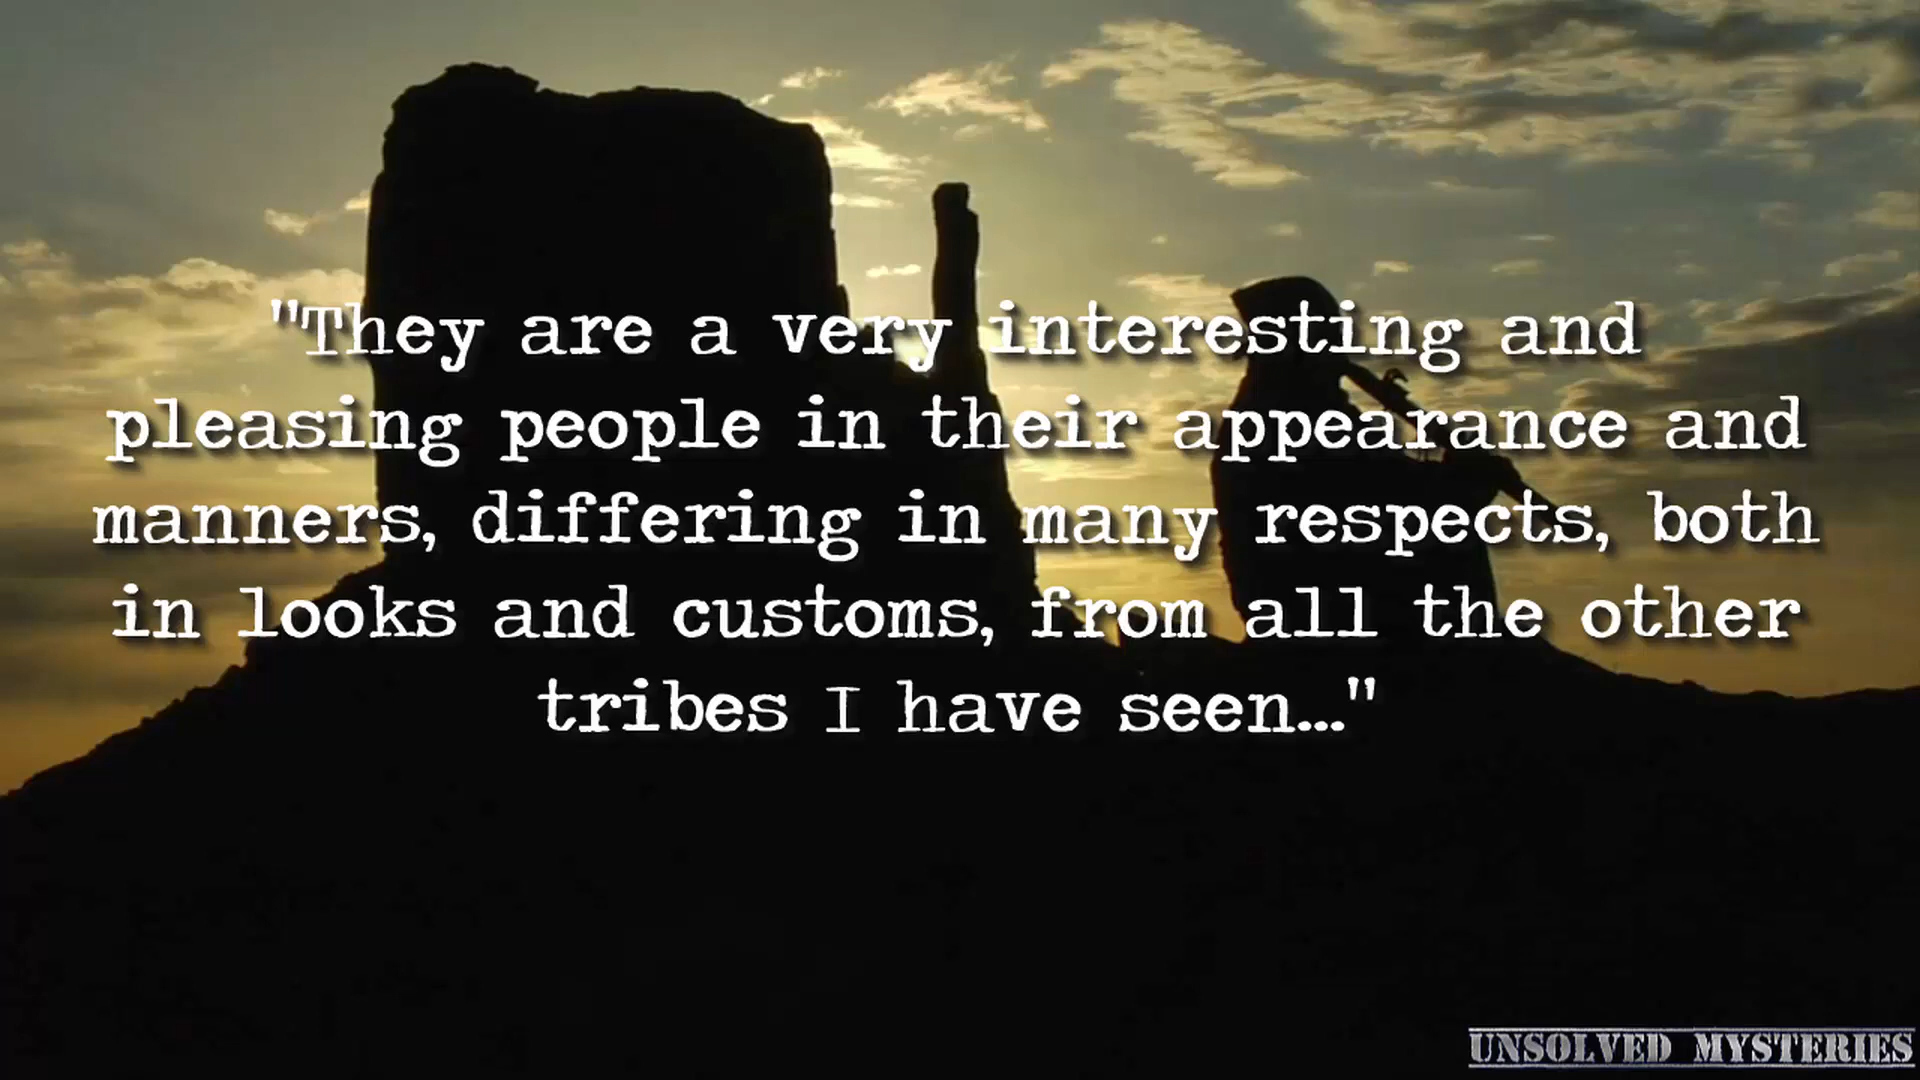 "They are a very interesting and
pleasing people in their appearance and
manners, differing in many respects, both
in looks and customs, from all the other
tribes I have seen..."
UNSOLVED MYSTERIES